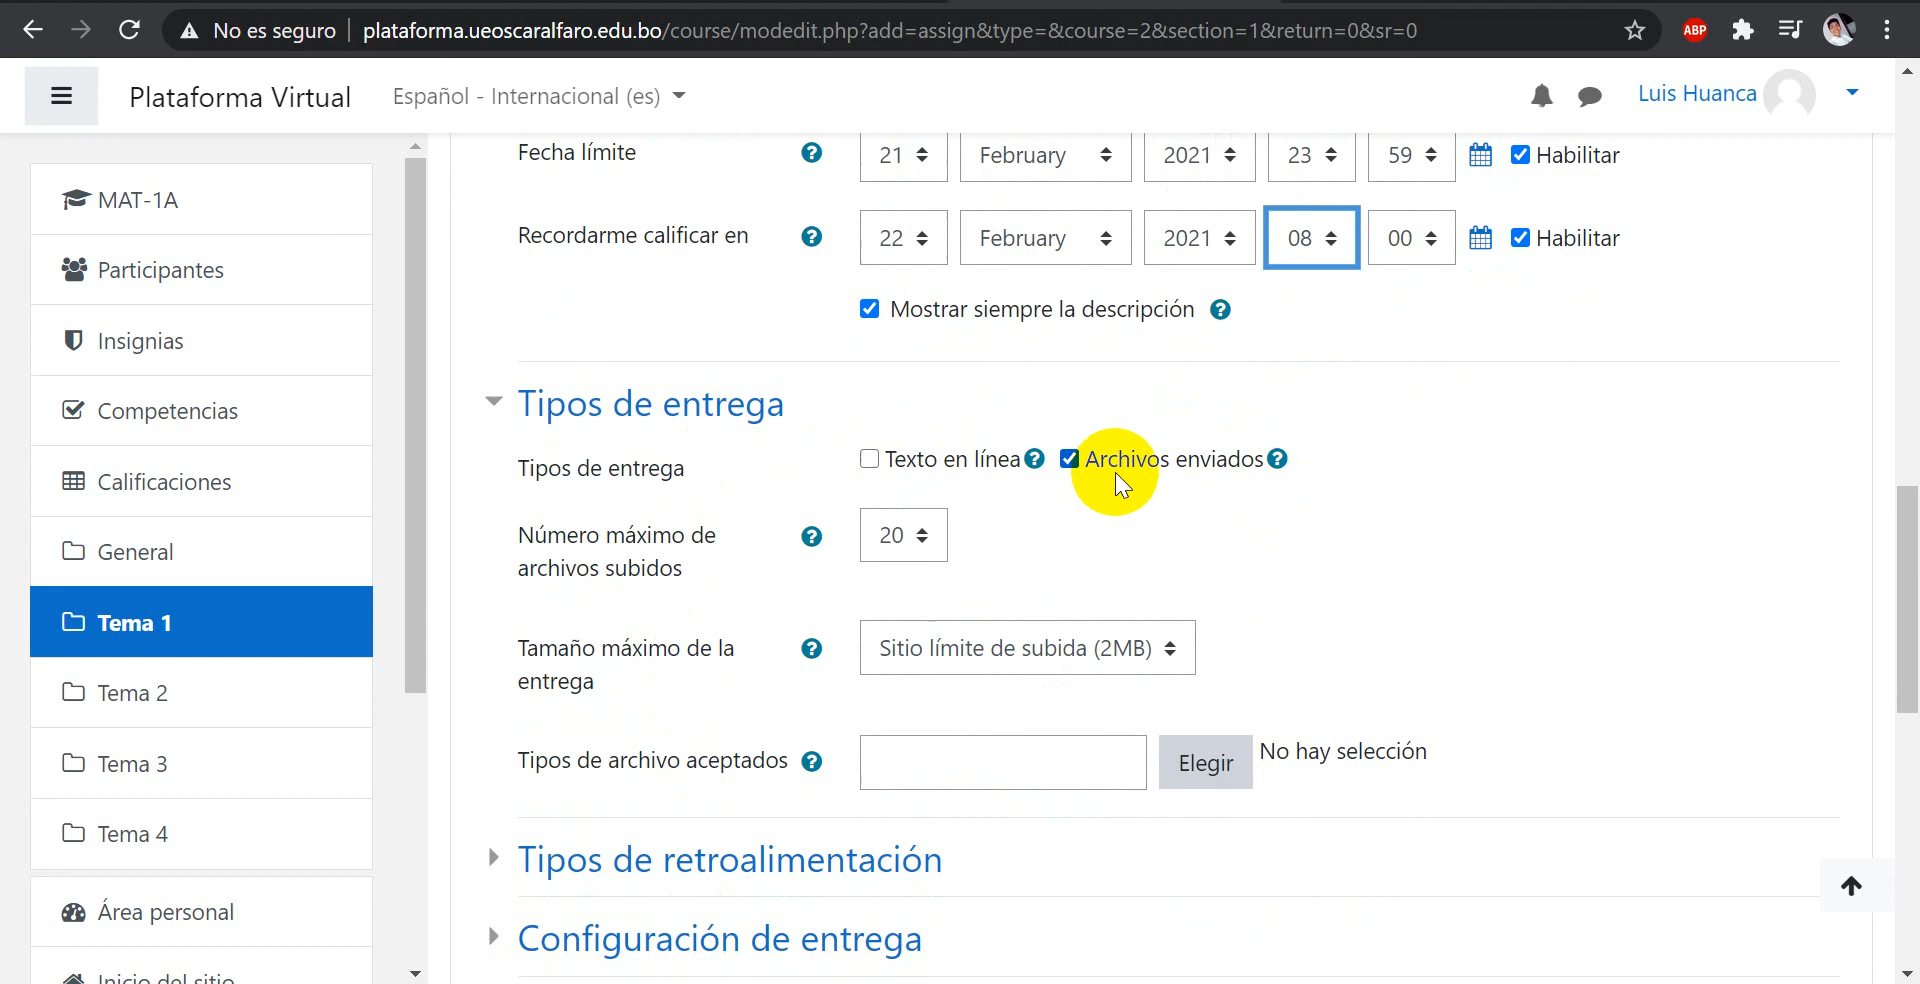 No es seguro | plataforma.ueoscaralfaro.edu.bo/course/modedit.php?add=assign&type=&course=2&section=1&return=0&sr=0
ABP
Plataforma Virtual
Español - Internacional (es)
Luis Huanca
MAT-1A
Participantes
Insignias
Competencias
Calificaciones
General
Tema 1
Tema 2
Tema 3
Tema 4
Área personal
Inicio del sitio
Fecha límite ? 21 February 2021 23 59 Habilitar
Recordarme calificar en ? 22 February 2021 08 00 Habilitar
Mostrar siempre la descripción ?
Tipos de entrega
Tipos de entrega Texto en línea ? Archivos enviados ?
Número máximo de
archivos subidos
? 20
Tamaño máximo de la
entrega
? Sitio límite de subida (2MB)
Tipos de archivo aceptados ? Elegir No hay selección
Tipos de retroalimentación
Configuración de entrega